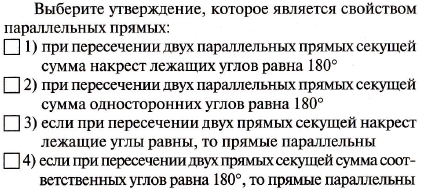 Выберите утверждение, которое является свойством
параллельных прямых:
1) при пересечении двух параллельных прямых секущей
сумма накрест лежащих углов равна 180°
2) при пересечении двух параллельных прямых секущей
сумма односторонних углов равна 180°
3) если при пересечении двух прямых секущей накрест
лежащие углы равны, то прямые параллельны
4) если при пересечении двух прямых секущей сумма соот-
ветственных углов равна 180°, то прямые параллельны